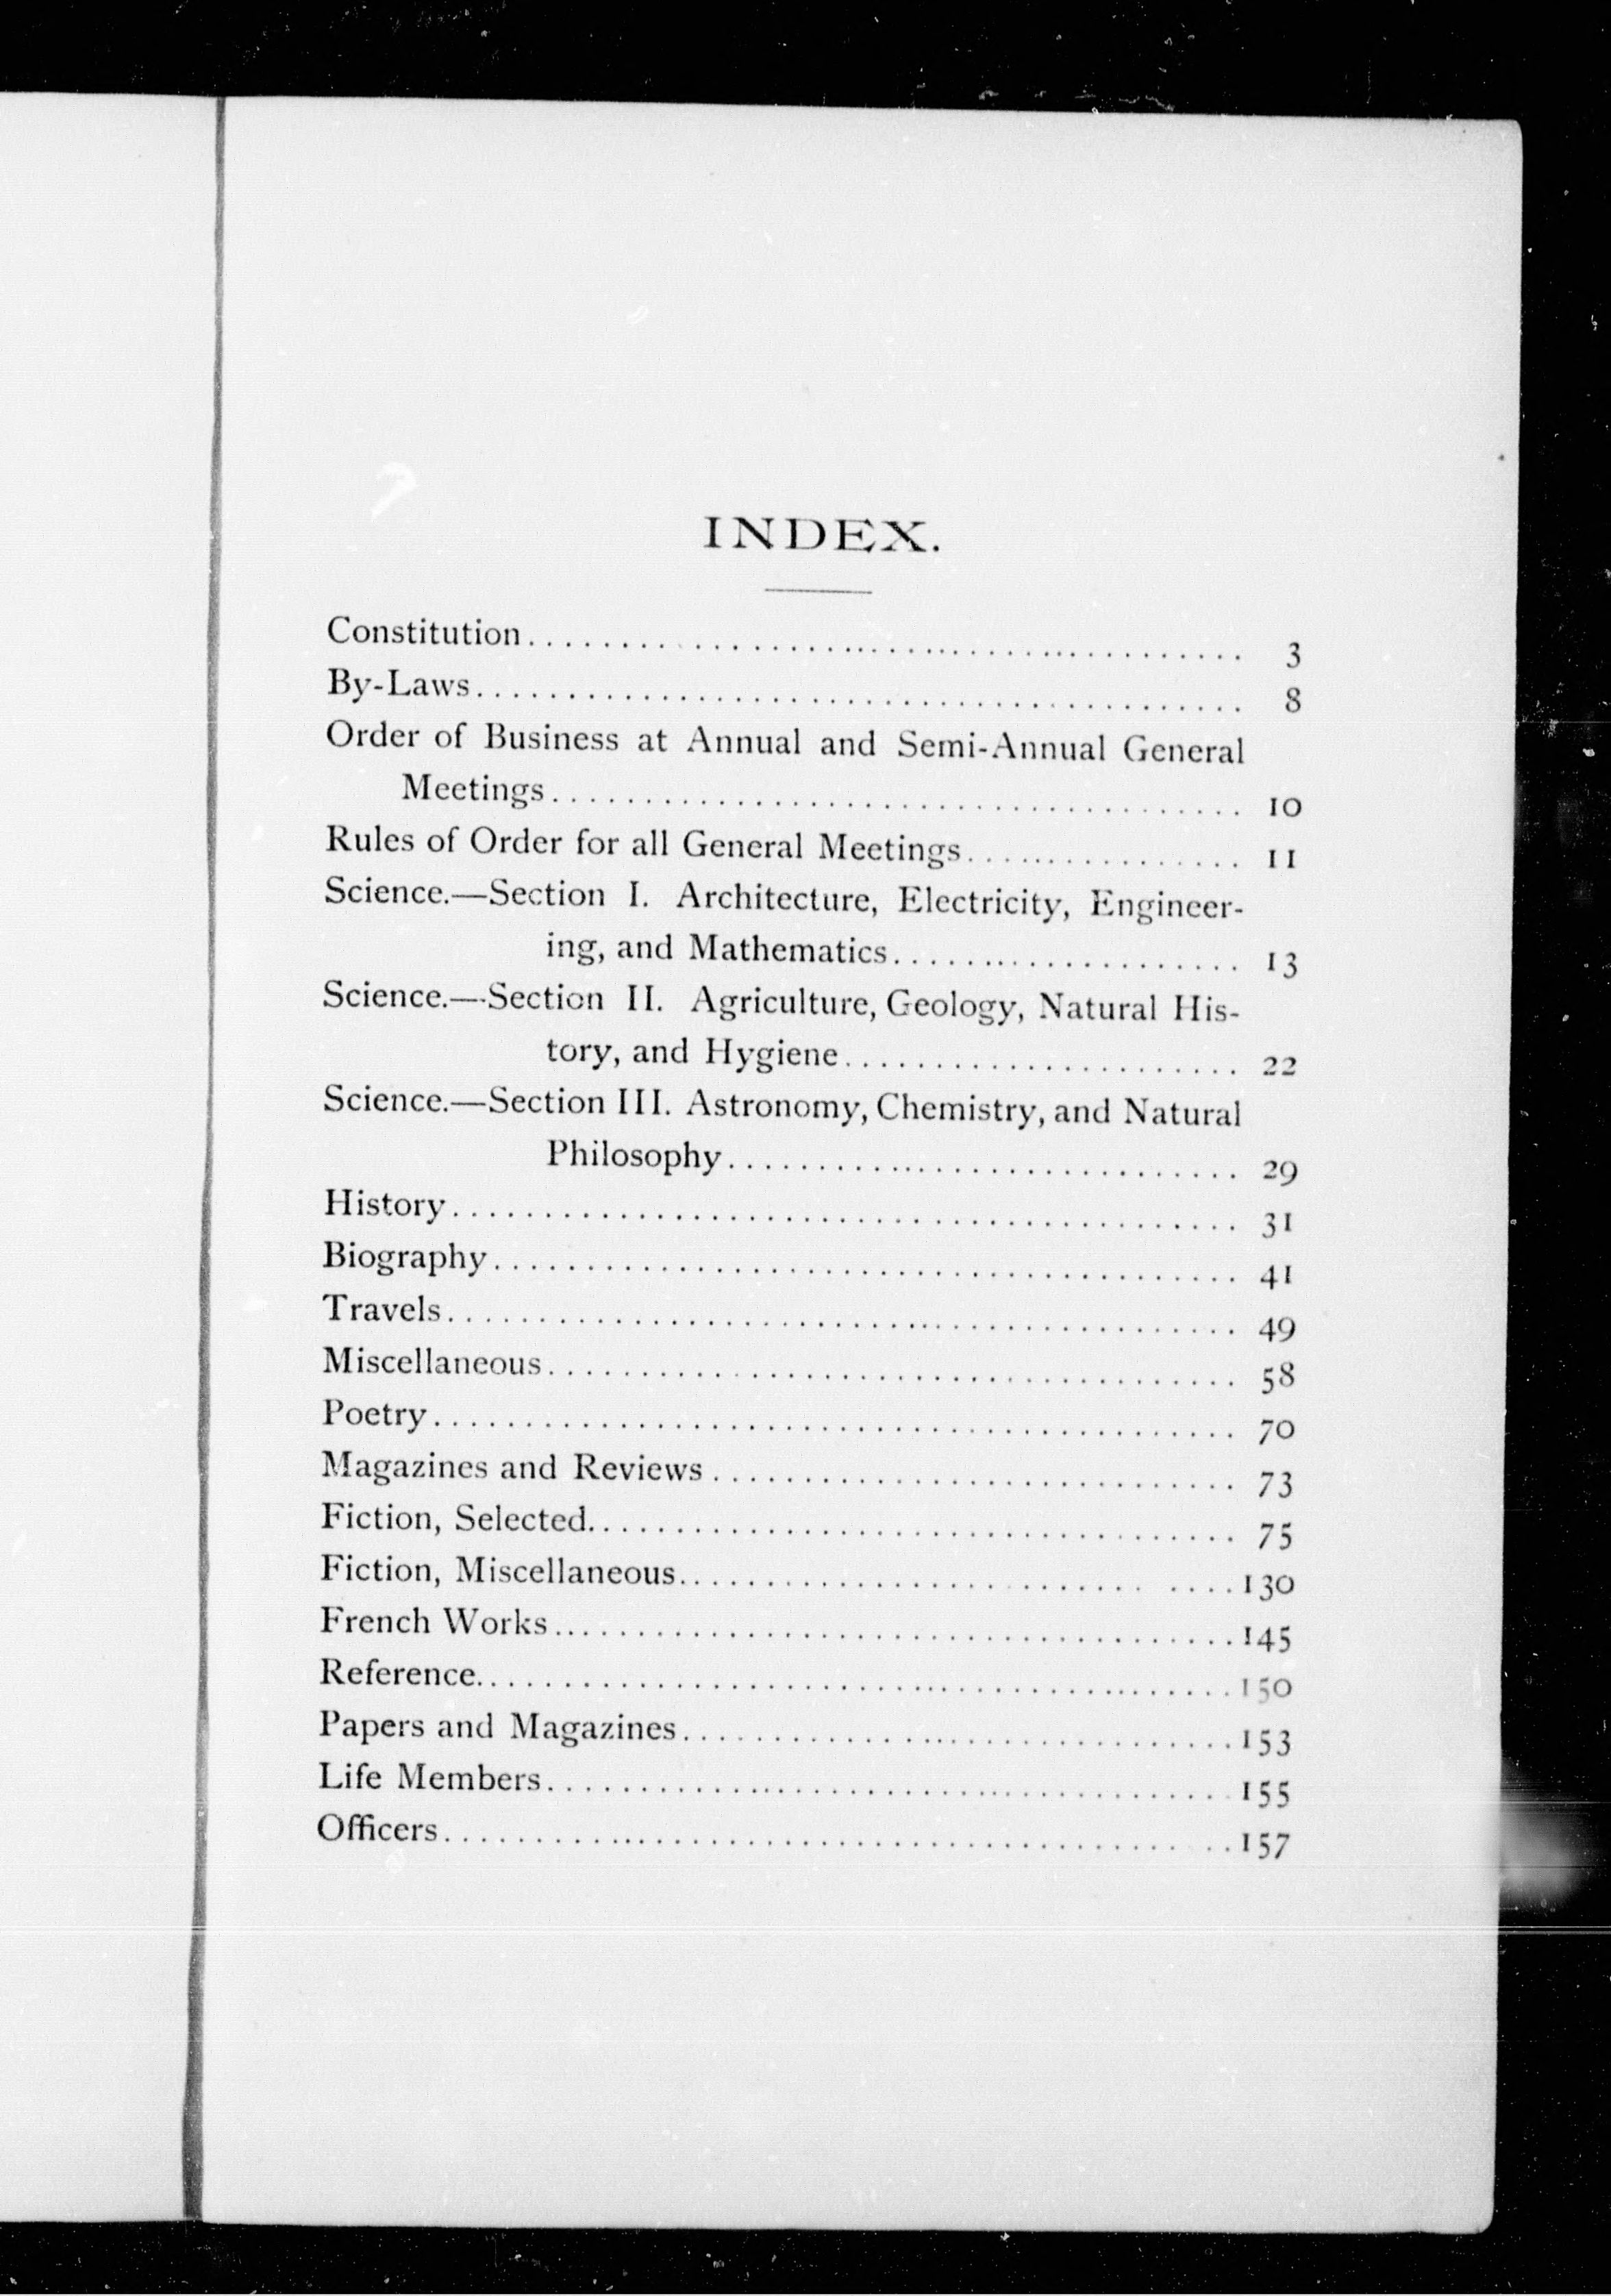 INDEX.
Constitution........................................ 3
By-Laws........................................ 8
Order of Business at Annual and Semi-Annual General
Meetings........................................ 10
Rules of Order for all General Meetings................ 11
Science.—Section I. Architecture, Electricity, Engineer-
ing, and Mathematics.................... 13
Science.—Section II. Agriculture, Geology, Natural His-
tory, and Hygiene...................... 22
Science.—Section III. Astronomy, Chemistry, and Natural
Philosophy............................ 29
History........................................ 31
Biography........................................ 41
Travels........................................ 49
Miscellaneous........................................ 58
Poetry........................................ 70
Magazines and Reviews............................. 73
Fiction, Selected.................................... 75
Fiction, Miscellaneous.............................. 130
French Works...................................... 145
Reference........................................ 150
Papers and Magazines.............................. 153
Life Members...................................... 155
Officers........................................ 157